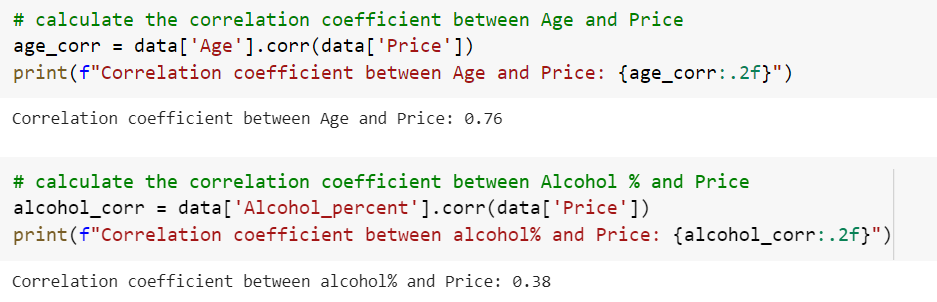 # calculate the correlation coefficient between Age and Price
age_corr = data['Age'].corr(data['Price'])
print(f"Correlation coefficient between Age and Price: {age_corr:.2f}")
Correlation coefficient between Age and Price: 0.76
# calculate the correlation coefficient between Alcohol % and Price
alcohol_corr = data['Alcohol_percent'].corr(data['Price'])
print(f"Correlation coefficient between alcohol% and Price: {alcohol_corr:.2f}")
Correlation coefficient between alcohol% and Price: 0.38